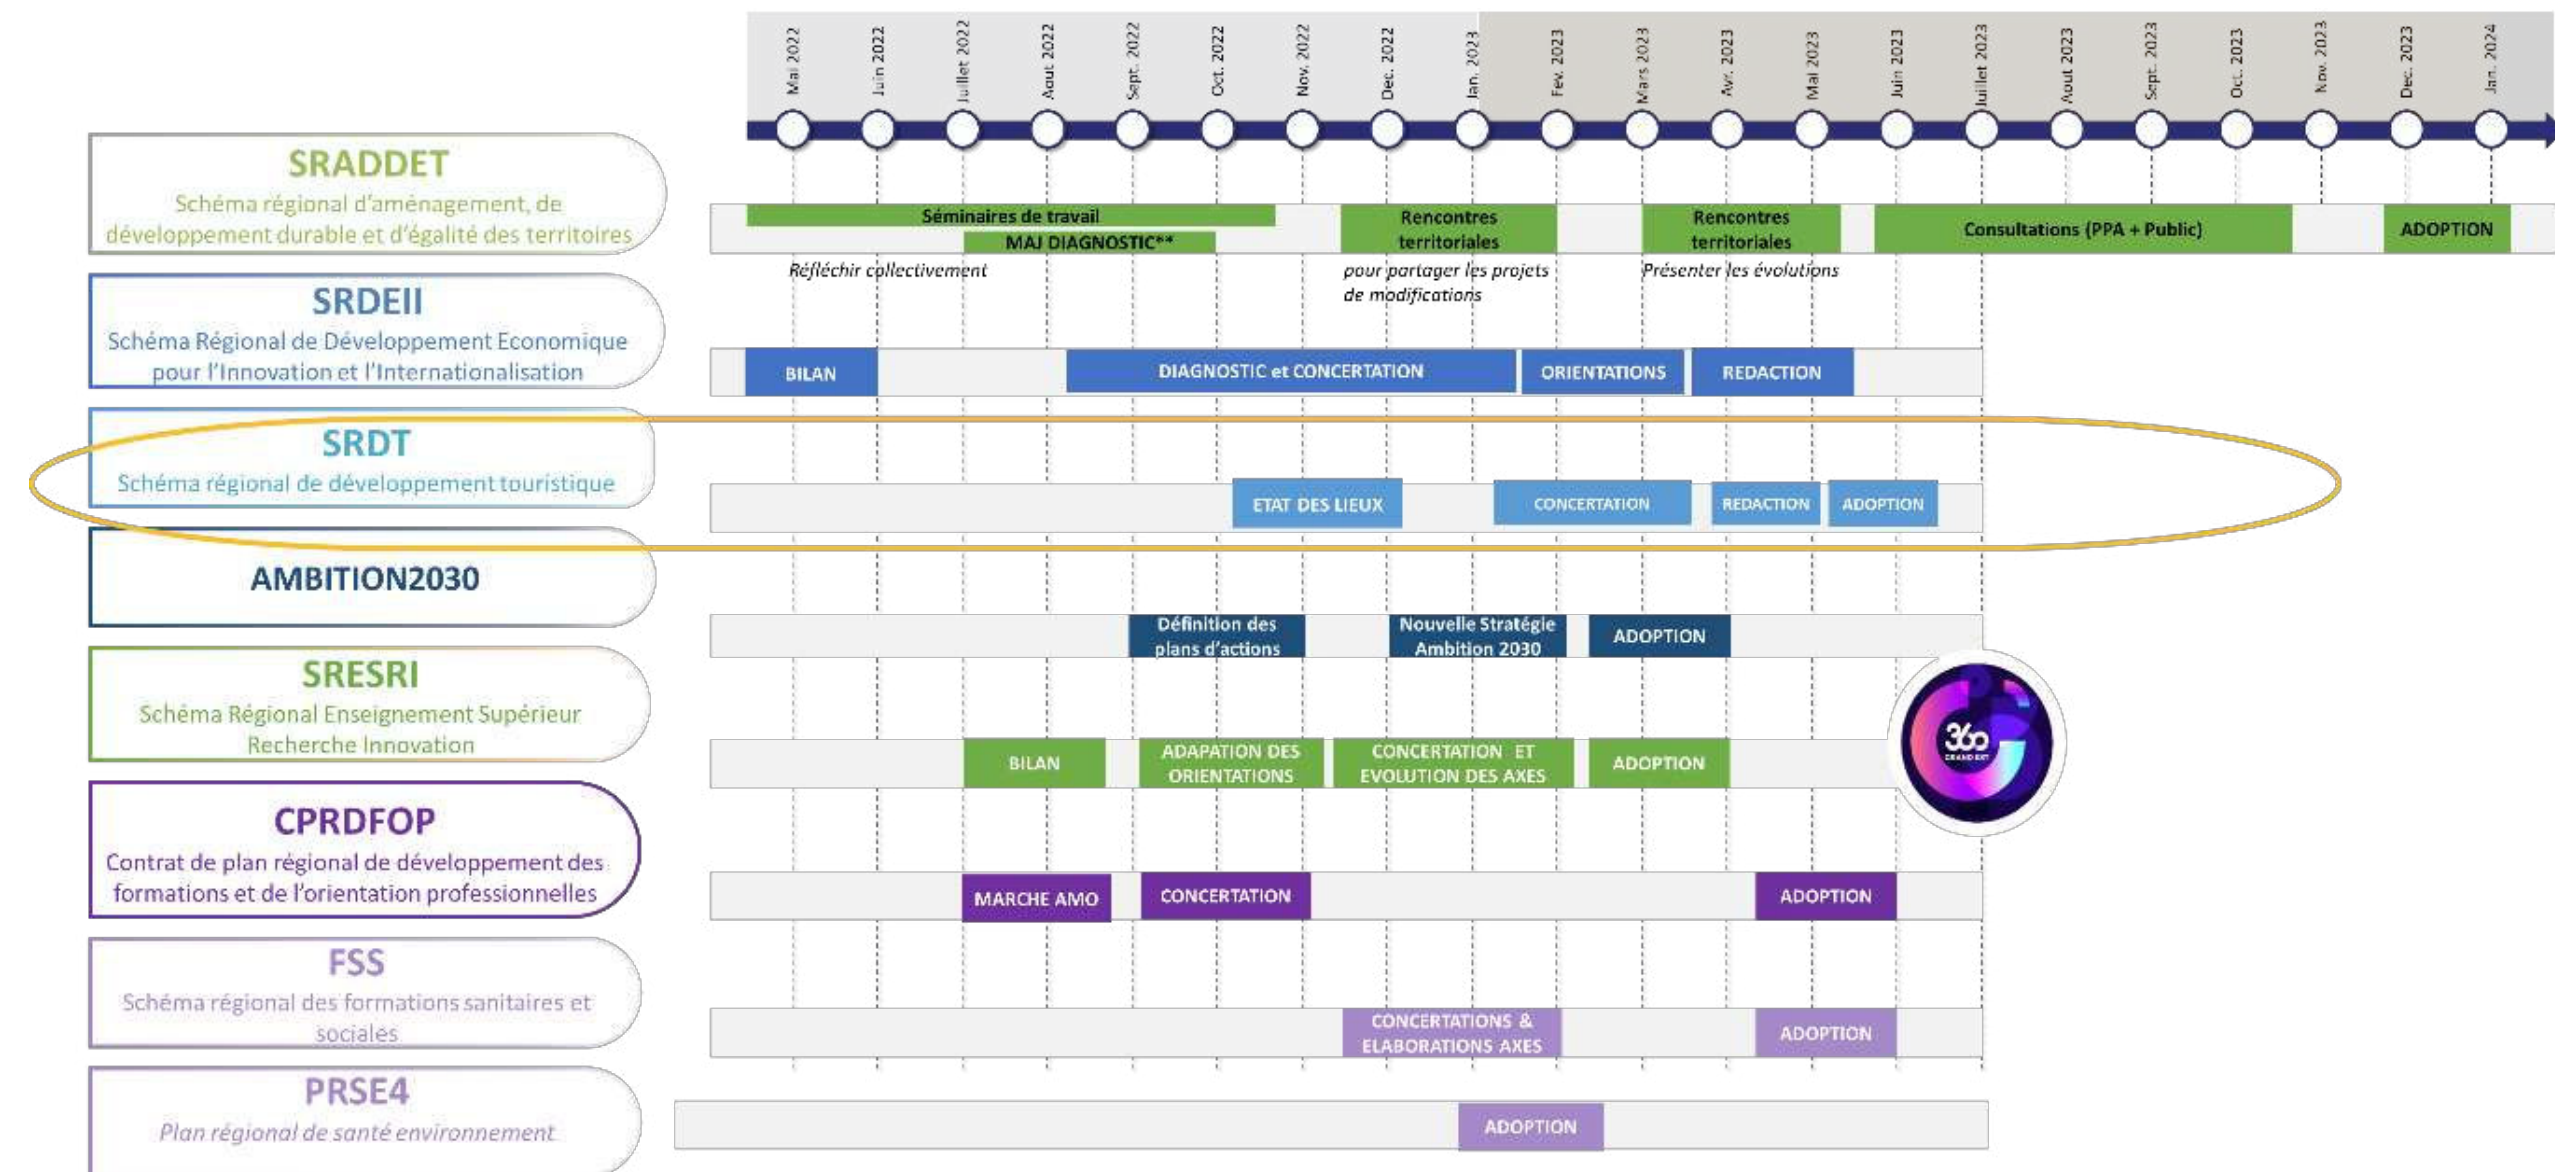 Mai 2022
Juin 2022
Juillet 2022
Aout 2022
Sept. 2022
Oct. 2022
Nov. 2022
Dec. 2022
Jan. 2023
Fev. 2023
Mars 2023
Avr. 2023
Mai 2023
Juin 2023
Juillet 2023
Aout 2023
Sept. 2023
Oct. 2023
Nov. 2023
Dec. 2023
Jan. 2024
SRADDET
Schéma régional d'aménagement, de
développement durable et d'égalité des territoires
Séminaires de travail
MAJ DIAGNOSTIC**
Rencontres
territoriales
Rencontres
territoriales
Consultations (PPA + Public)
ADOPTION
Réfléchir collectivement
pour partager les projets
de modifications
Présenter les évolutions
SRDEII
Schéma Régional de Développement Economique
pour l'Innovation et l'Internationalisation
BILAN
DIAGNOSTIC et CONCERTATION
ORIENTATIONS
REDACTION
SRDT
Schéma régional de développement touristique
ETAT DES LIEUX
CONCERTATION
REDACTION
ADOPTION
AMBITION2030
Définition des
plans d'actions
Nouvelle Stratégie
Ambition 2030
ADOPTION
SRESRI
Schéma Régional Enseignement Supérieur
Recherche Innovation
BILAN
ADAPATION DES
ORIENTATIONS
CONCERTATION ET
EVOLUTION DES AXES
ADOPTION
360
GRAND EST
CPRDFOP
Contrat de plan régional de développement des
formations et de l'orientation professionnelles
MARCHE AMO
CONCERTATION
ADOPTION
FSS
Schéma régional des formations sanitaires et
sociales
CONCERTATIONS &
ELABORATIONS AXES
ADOPTION
PRSE4
Plan régional de santé environnement
ADOPTION